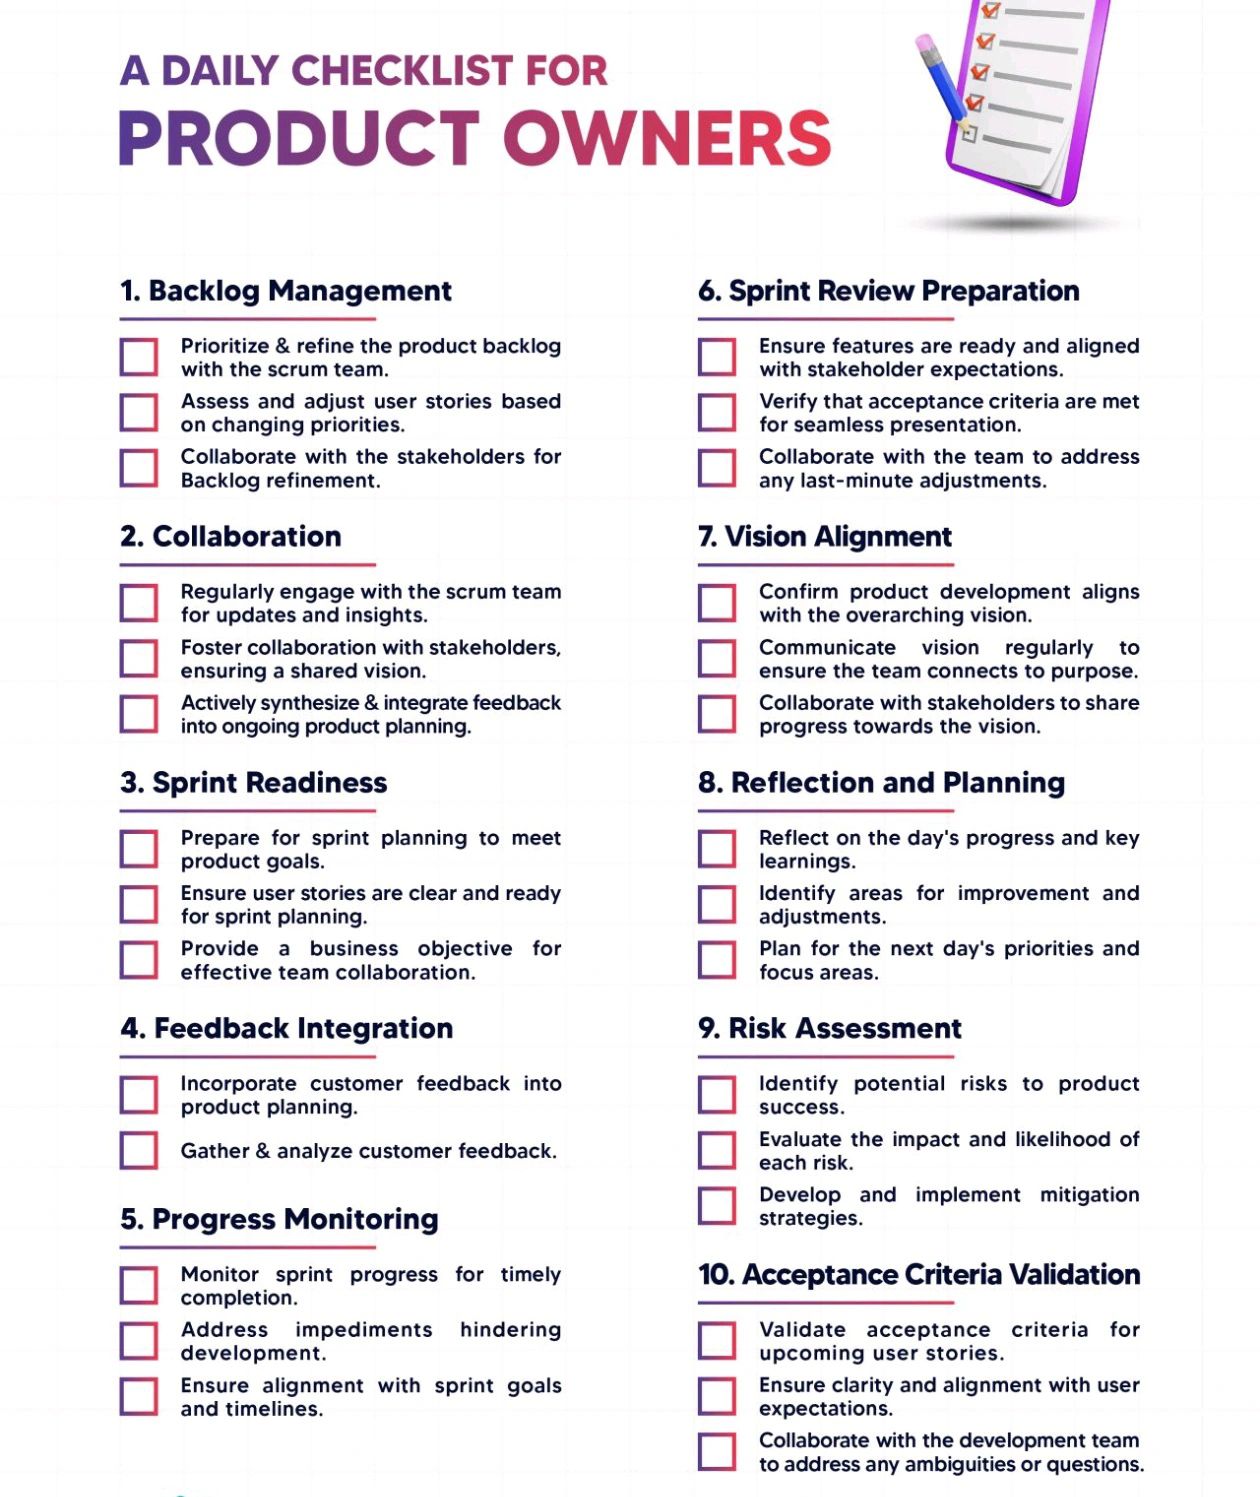 A DAILY CHECKLIST FOR
PRODUCT OWNERS
1. Backlog Management
Prioritize & refine the product backlog
with the scrum team.
Assess and adjust user stories based
on changing priorities.
Collaborate with the stakeholders for
Backlog refinement.
2. Collaboration
Regularly engage with the scrum team
for updates and insights.
Foster collaboration with stakeholders,
ensuring a shared vision.
Actively synthesize & integrate feedback
into ongoing product planning.
3. Sprint Readiness
Prepare for sprint planning to meet
product goals.
Ensure user stories are clear and ready
for sprint planning.
Provide a business objective for
effective team collaboration.
4. Feedback Integration
Incorporate customer feedback into
product planning.
Gather & analyze customer feedback.
5. Progress Monitoring
Monitor sprint progress for timely
completion.
Address impediments hindering
development.
Ensure alignment with sprint goals
and timelines.
6. Sprint Review Preparation
Ensure features are ready and aligned
with stakeholder expectations.
Verify that acceptance criteria are met
for seamless presentation.
Collaborate with the team to address
any last-minute adjustments.
7. Vision Alignment
Confirm product development aligns
with the overarching vision.
Communicate vision regularly to
ensure the team connects to purpose.
Collaborate with stakeholders to share
progress towards the vision.
8. Reflection and Planning
Reflect on the day's progress and key
learnings.
Identify areas for improvement and
adjustments.
Plan for the next day's priorities and
focus areas.
9. Risk Assessment
Identify potential risks to product
success.
Evaluate the impact and likelihood of
each risk.
Develop and implement mitigation
strategies.
10. Acceptance Criteria Validation
Validate acceptance criteria for
upcoming user stories.
Ensure clarity and alignment with user
expectations.
Collaborate with the development team
to address any ambiguities or questions.